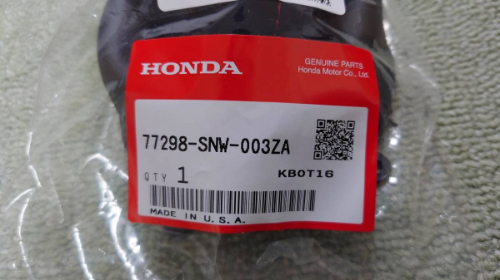 HONDA
GENUINE PARTS
Honda Motor Co., Ltd.
77298-SNW-003ZA
QTY 1
KB0T16
MADE IN U.S.A.